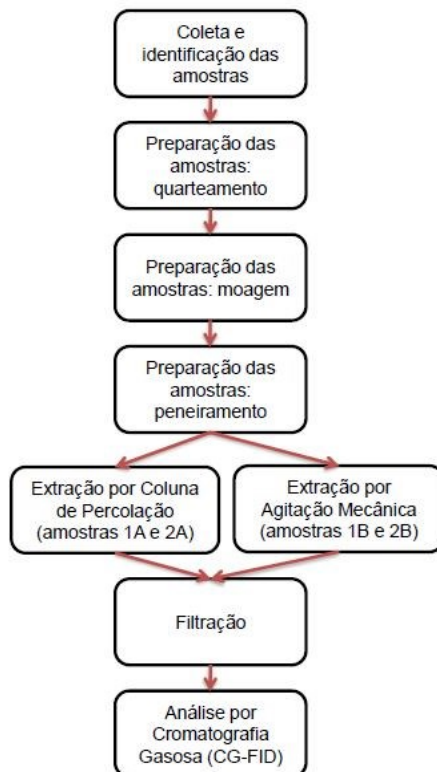 Coleta e
identificação das
amostras
Preparação das
amostras:
quarteamento
Preparação das
amostras: moagem
Preparação das
amostras:
peneiramento
Extração por Coluna
de Percolação
(amostras 1A e 2A)
Extração por
Agitação Mecânica
(amostras 1B e 2B)
Filtração
Análise por
Cromatografia
Gasosa (CG-FID)